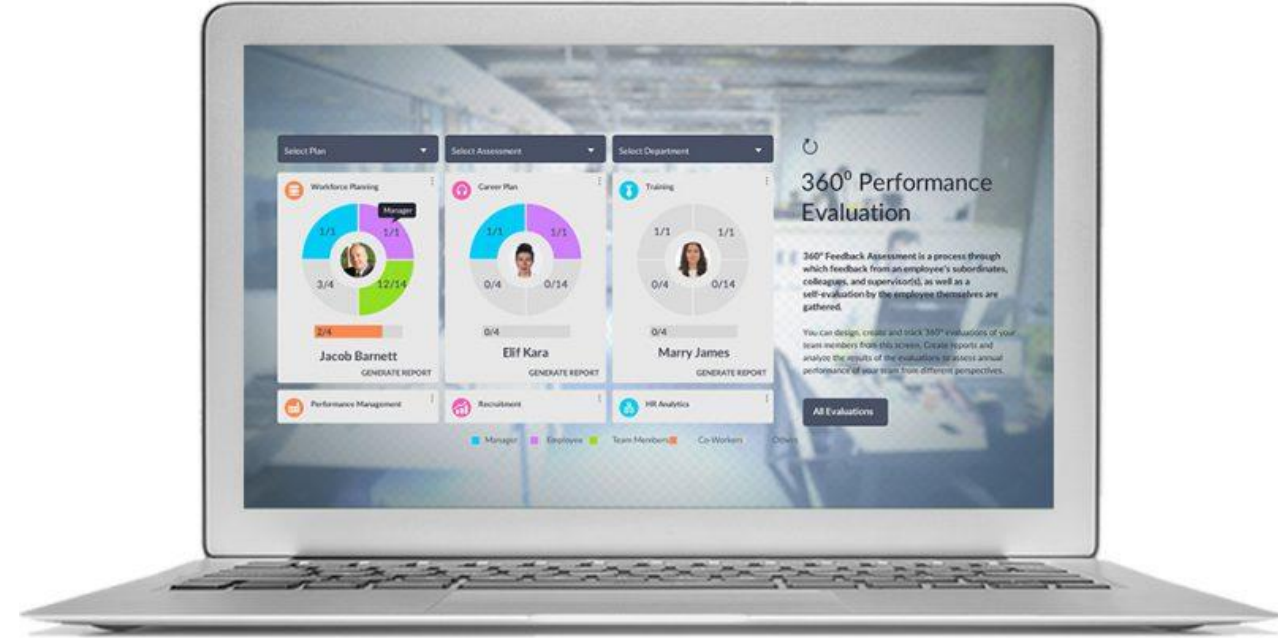 Select Plan
Select Assessment
Select Department
Workforce Planning
Manager
1/1
1/1
3/4
12/14
2/4
Jacob Barnett
GENERATE REPORT
Career Plan
1/1
1/1
0/4
0/14
0/4
Elif Kara
GENERATE REPORT
Training
1/1
1/1
0/4
0/14
0/4
Marry James
GENERATE REPORT
Performance Management
Recruitment
HR Analytics
Manager
Employee
Team Members
Co-Workers
Others
360⁰ Performance
Evaluation
360° Feedback Assessment is a process through
which feedback from an employee's subordinates,
colleagues, and supervisor(s), as well as a
self-evaluation by the employee themselves are
gathered.
You can design, create and track 360° evaluations of your
team members from this screen. Create reports and
analyze the results of the evaluations to assess annual
performance of your team from different perspectives.
All Evaluations